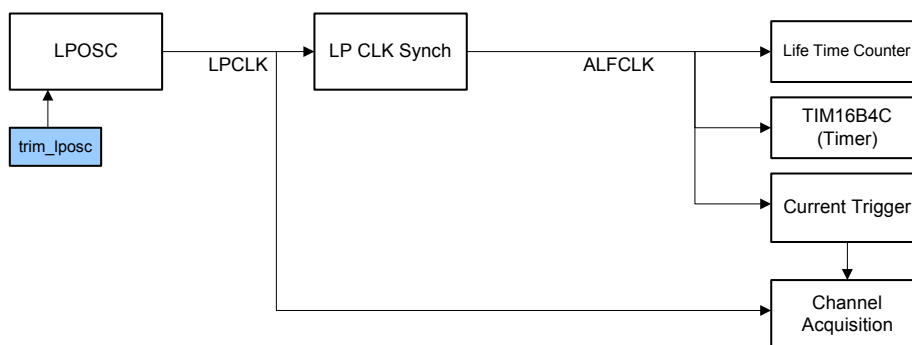 LPOSC
LPCLK
LP CLK Synch
ALFCLK
Life Time Counter
trim_lposc
TIM16B4C
(Timer)
Current Trigger
Channel
Acquisition